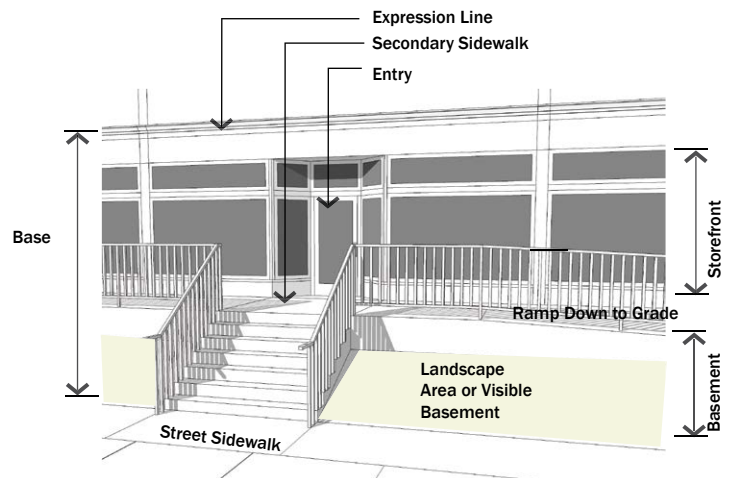 Expression Line
Secondary Sidewalk
Entry
Base
Storefront
Ramp Down to Grade
Landscape
Area or Visible
Basement
Basement
Street Sidewalk